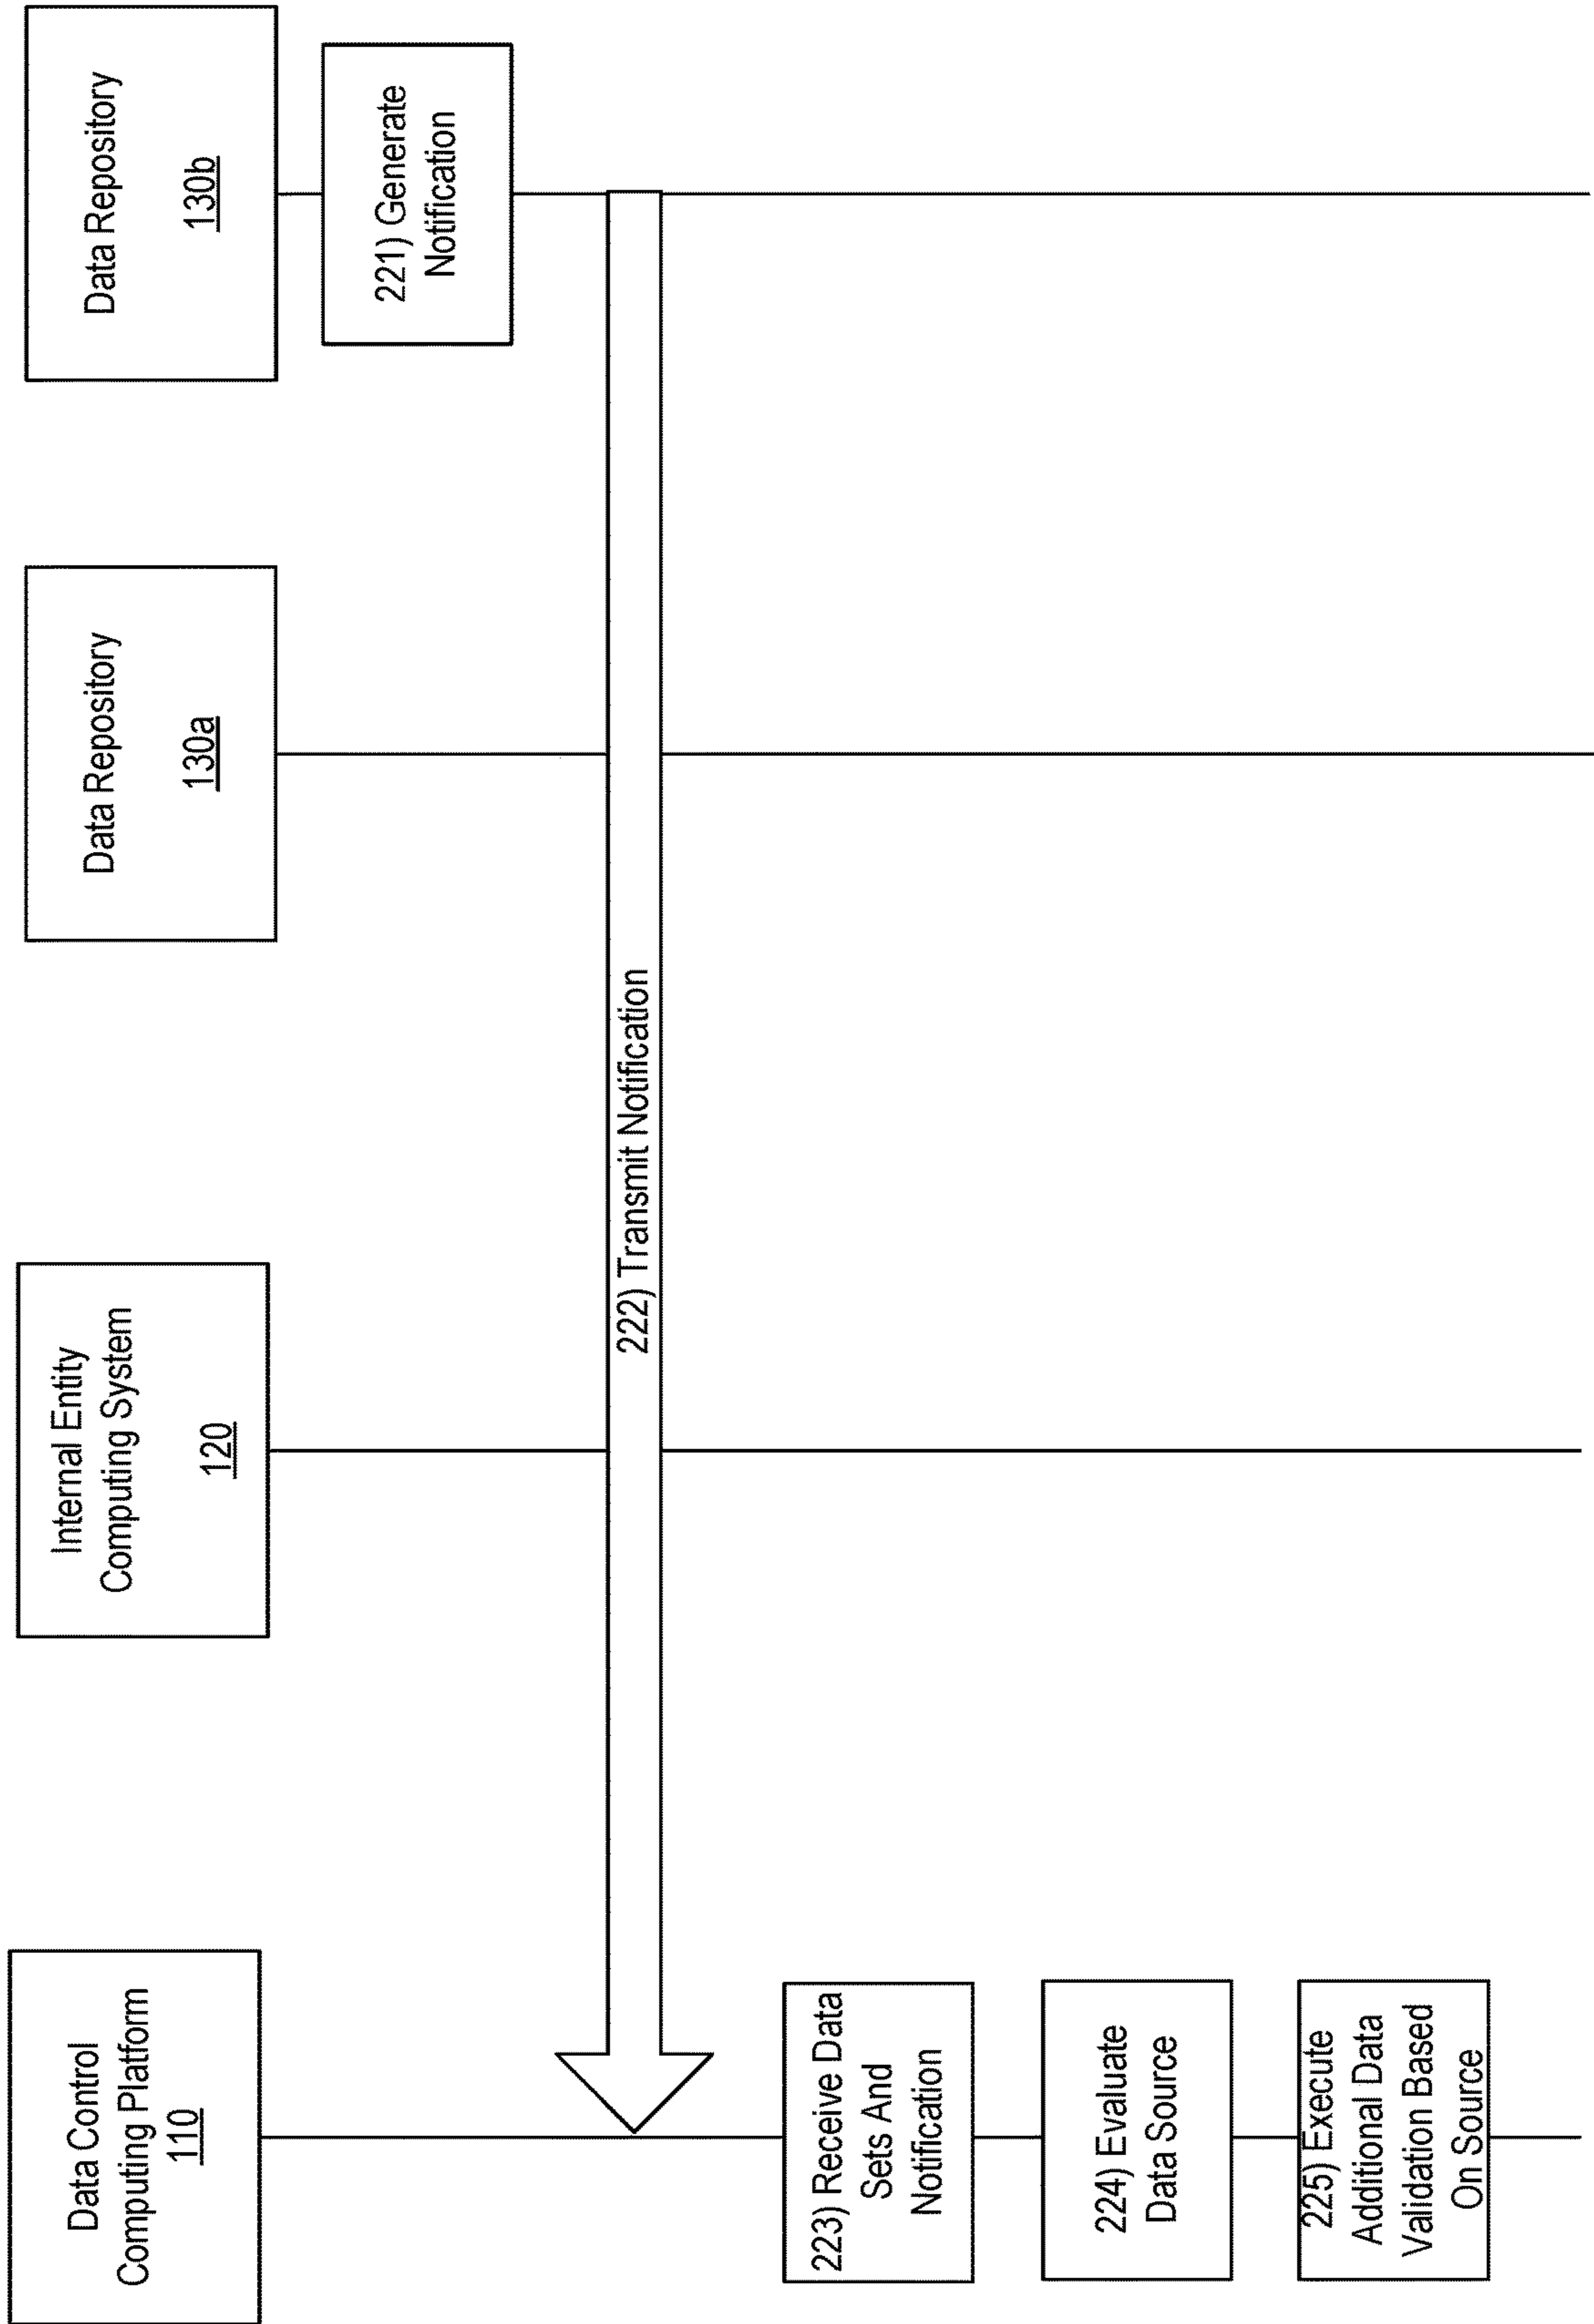 Data Control
Computing Platform
110
Internal Entity
Computing System
120
Data Repository
130a
Data Repository
130b
221) Generate
Notification
222) Transmit Notification
223) Receive Data
Sets And
Notification
224) Evaluate
Data Source
225) Execute
Additional Data
Validation Based
On Source